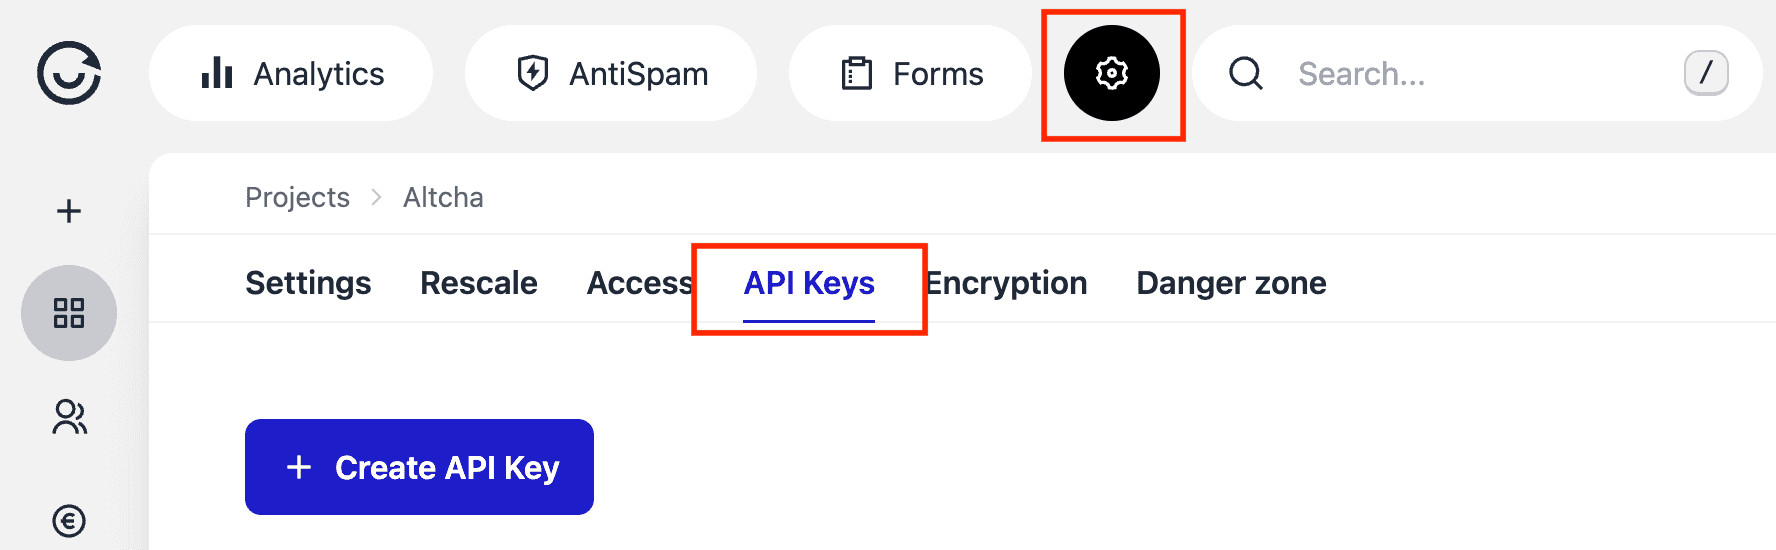 Analytics AntiSpam Forms Search... /
Projects > Altcha
Settings Rescale Access API Keys Encryption Danger zone
+ Create API Key